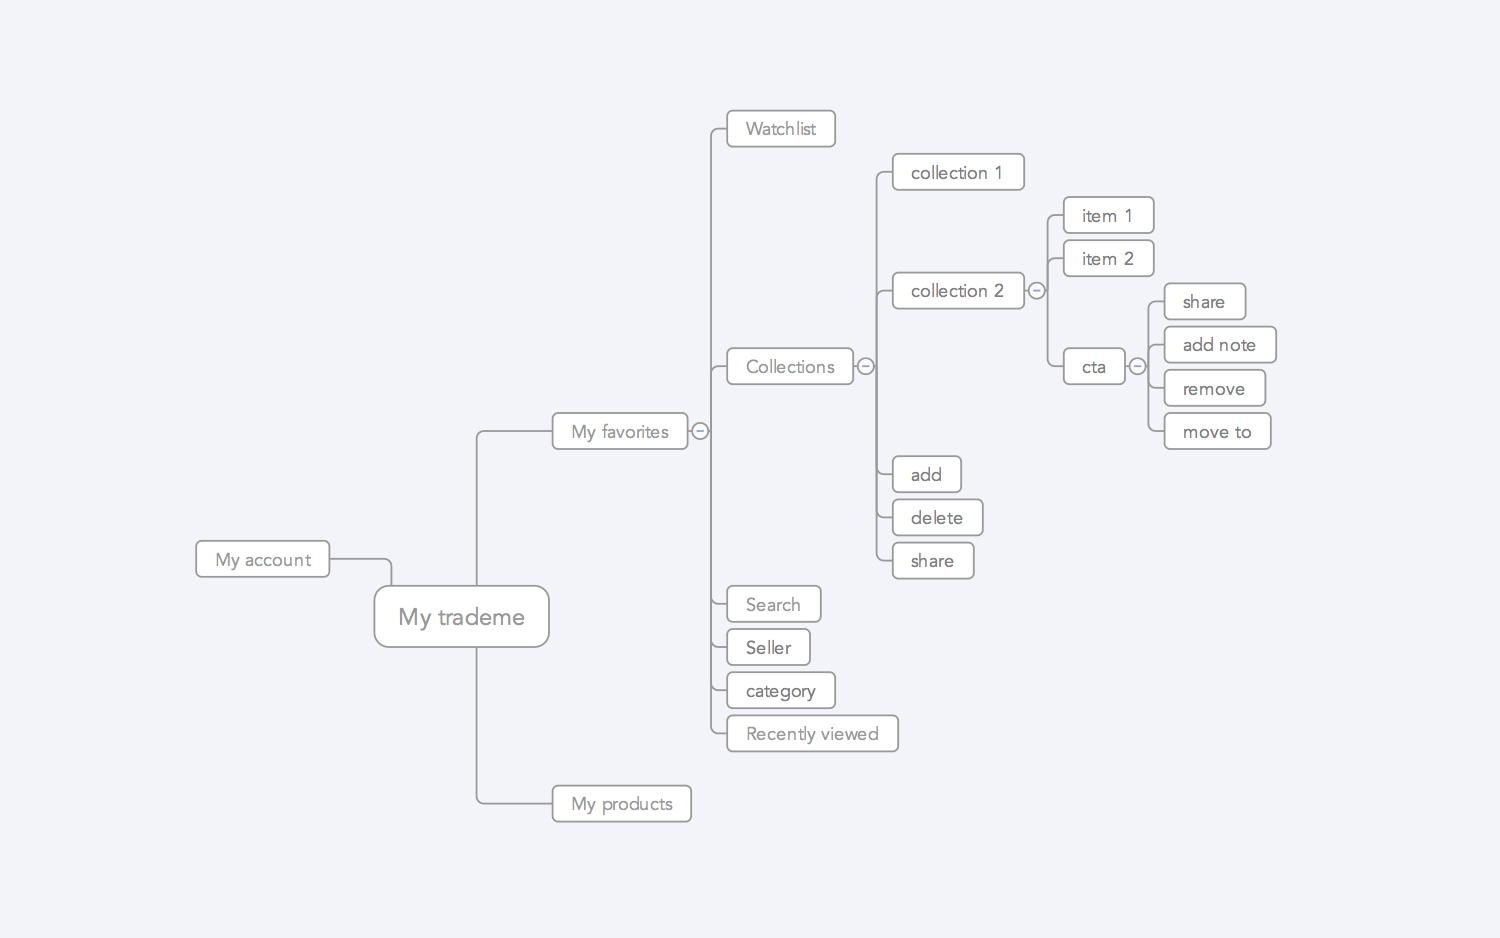 Watchlist
collection 1
item 1
item 2
collection 2
share
add note
Collections
cta
remove
My favorites
move to
add
delete
My account
share
Search
My trademe
Seller
category
Recently viewed
My products